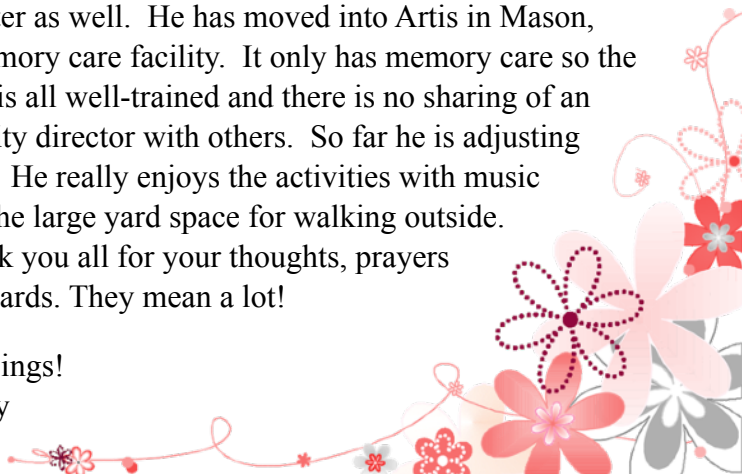 ter as well. He has moved into Artis in Mason,
mory care facility. It only has memory care so the
is all well-trained and there is no sharing of an
ity director with others. So far he is adjusting
He really enjoys the activities with music
he large yard space for walking outside.
k you all for your thoughts, prayers
ards. They mean a lot!
ings!
y